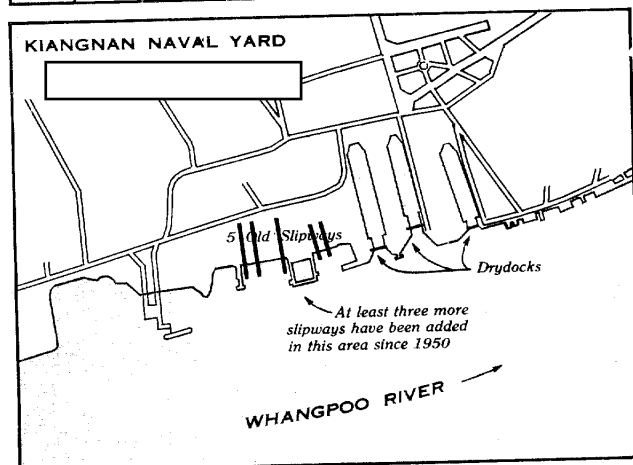 KIANGNAN NAVAL YARD
5 Old Slipways
Drydocks
At least three more
slipways have been added
in this area since 1950
WHANGPOO RIVER